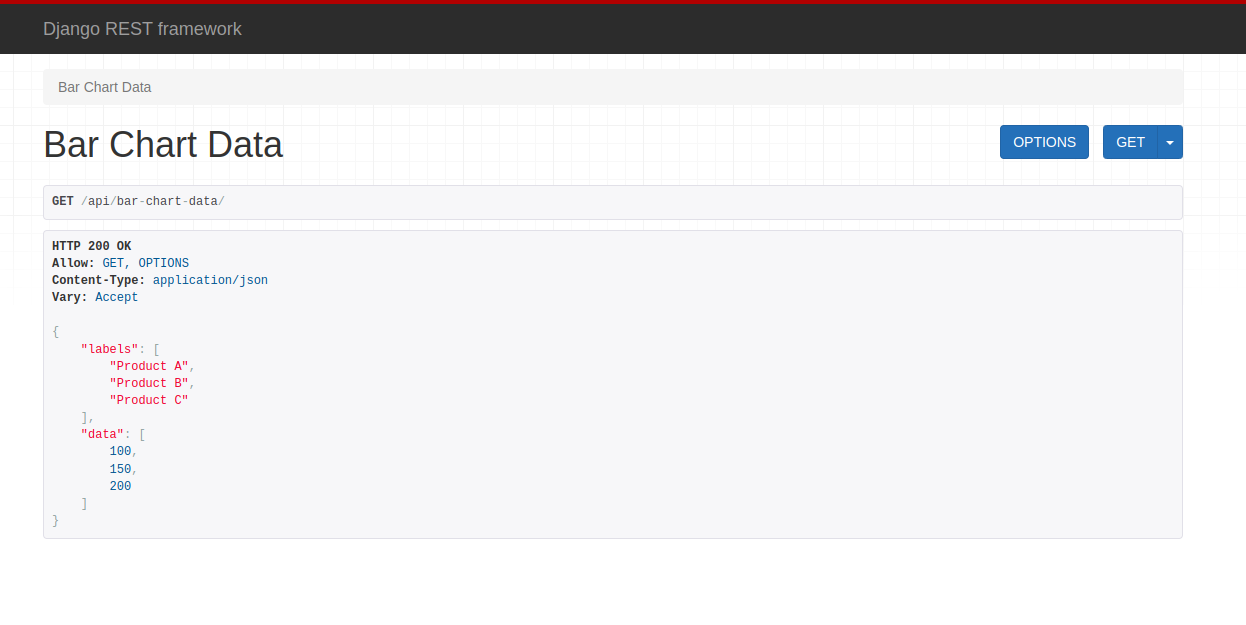 Django REST framework
Bar Chart Data
Bar Chart Data
OPTIONS GET
GET /api/bar-chart-data/
HTTP 200 OK
Allow: GET, OPTIONS
Content-Type: application/json
Vary: Accept
{
    "labels": [
        "Product A",
        "Product B",
        "Product C"
    ],
    "data": [
        100,
        150,
        200
    ]
}